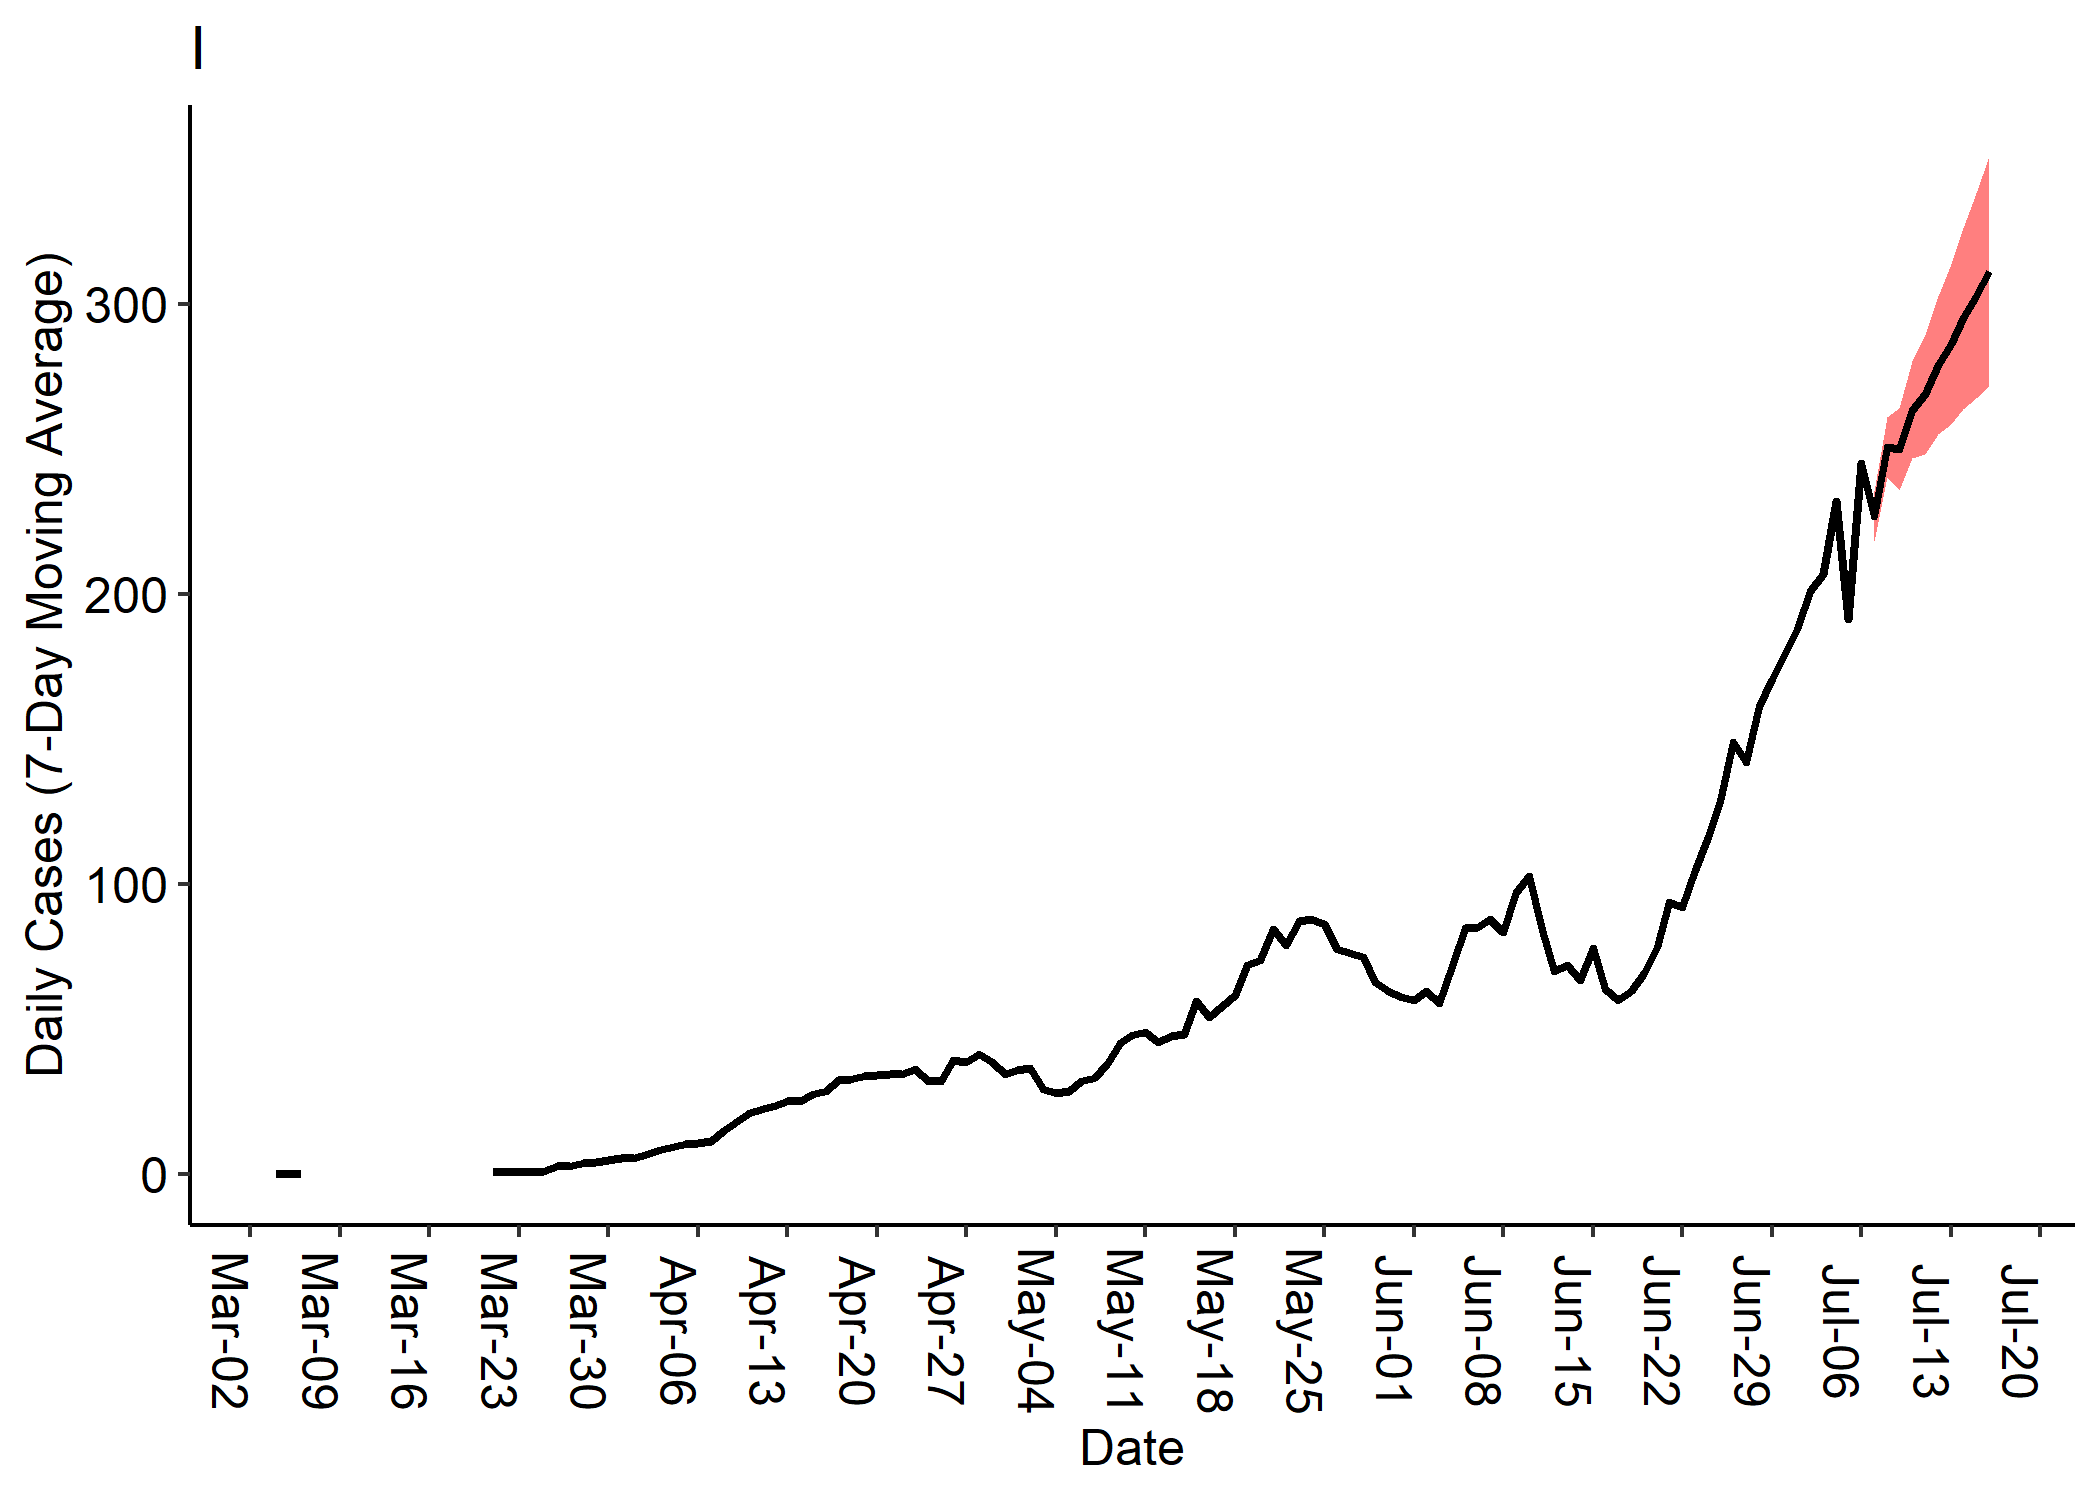 I
Daily Cases (7-Day Moving Average)
300
200
100
0
Mar-02
Mar-09
Mar-16
Mar-23
Mar-30
Apr-06
Apr-13
Apr-20
Apr-27
May-04
May-11
May-18
May-25
Jun-01
Jun-08
Jun-15
Jun-22
Jun-29
Jul-06
Jul-13
Jul-20
Date